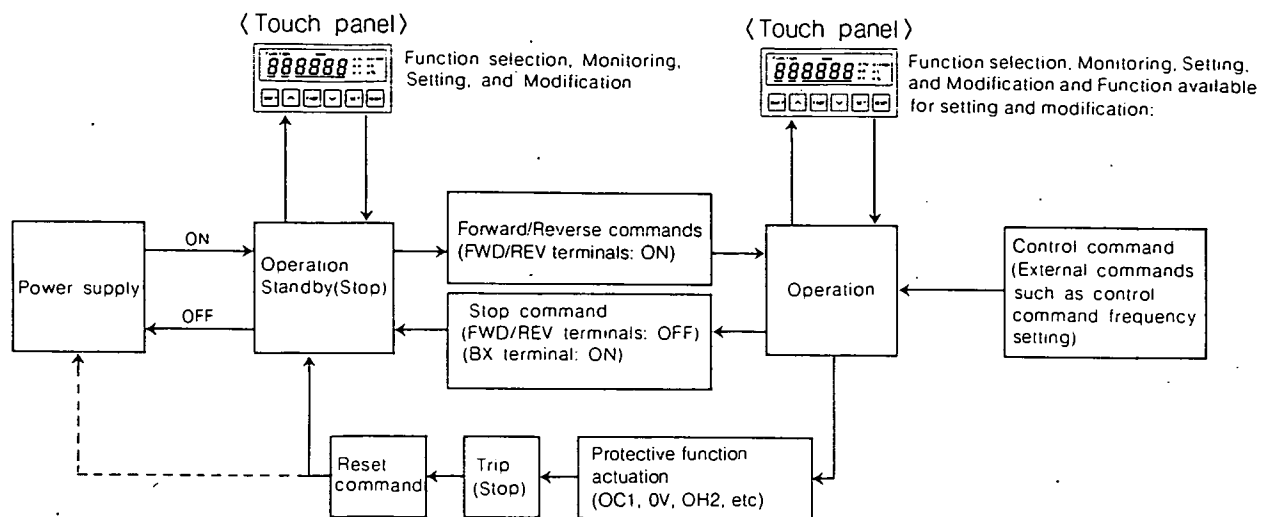 〈Touch panel〉
888888
Function selection, Monitoring,
Setting, and Modification
〈Touch panel〉
888888
Function selection, Monitoring, Setting,
and Modification and Function available
for setting and modification:
Power supply
ON
OFF
Operation
Standby(Stop)
Forward/Reverse commands
(FWD/REV terminals: ON)
Stop command
(FWD/REV terminals: OFF)
(BX terminal: ON)
Operation
Control command
(External commands
such as control
command frequency
setting)
Reset
command
Trip
(Stop)
Protective function
actuation
(OC1, 0V, OH2, etc)